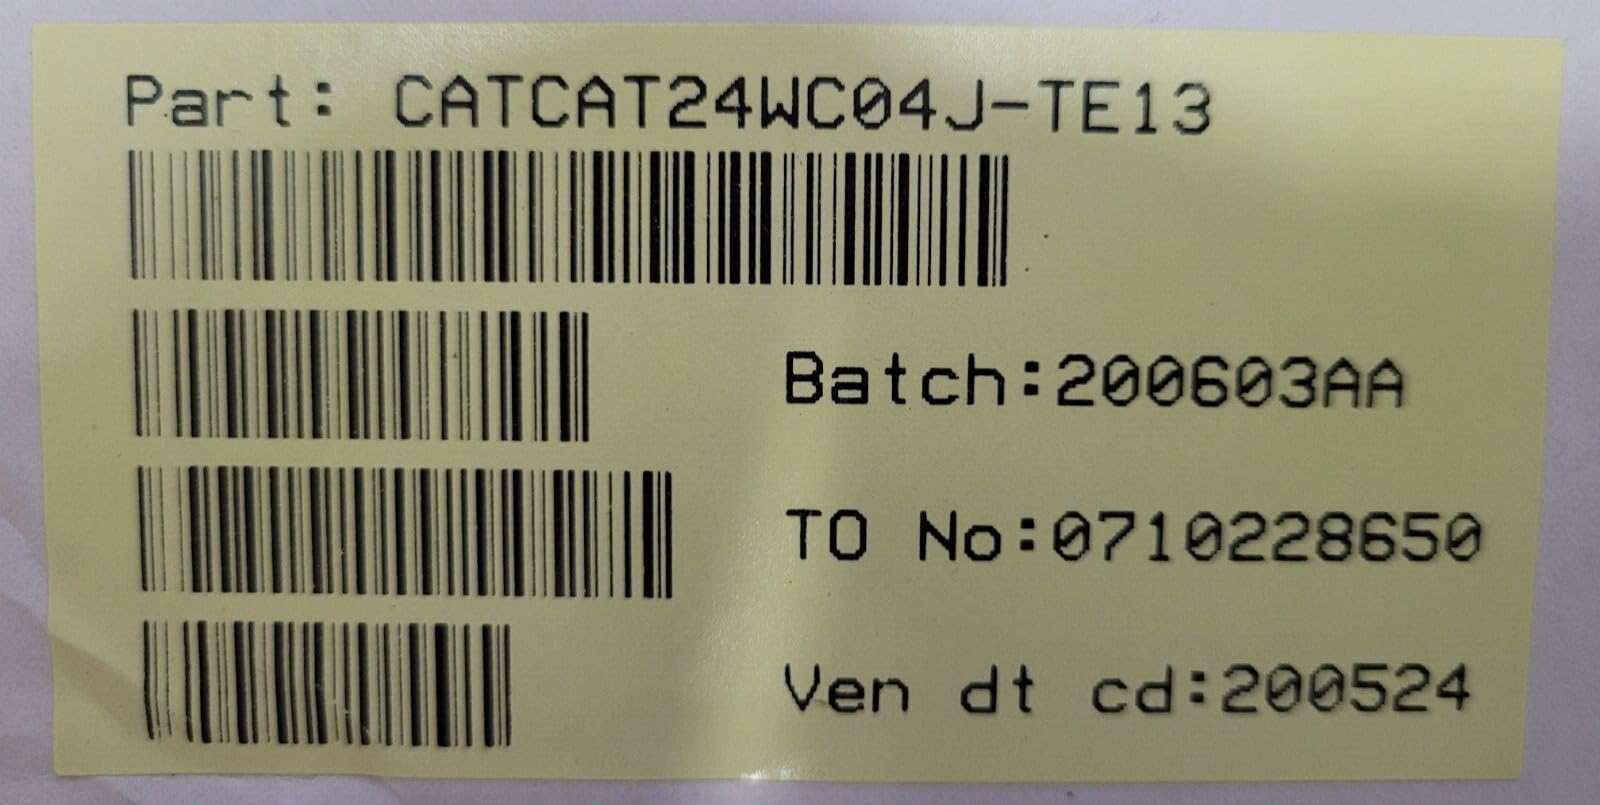 Part: CATCAT24WC04J-TE13
Batch:200603AA
TO No:0710228650
Ven dt cd:200524